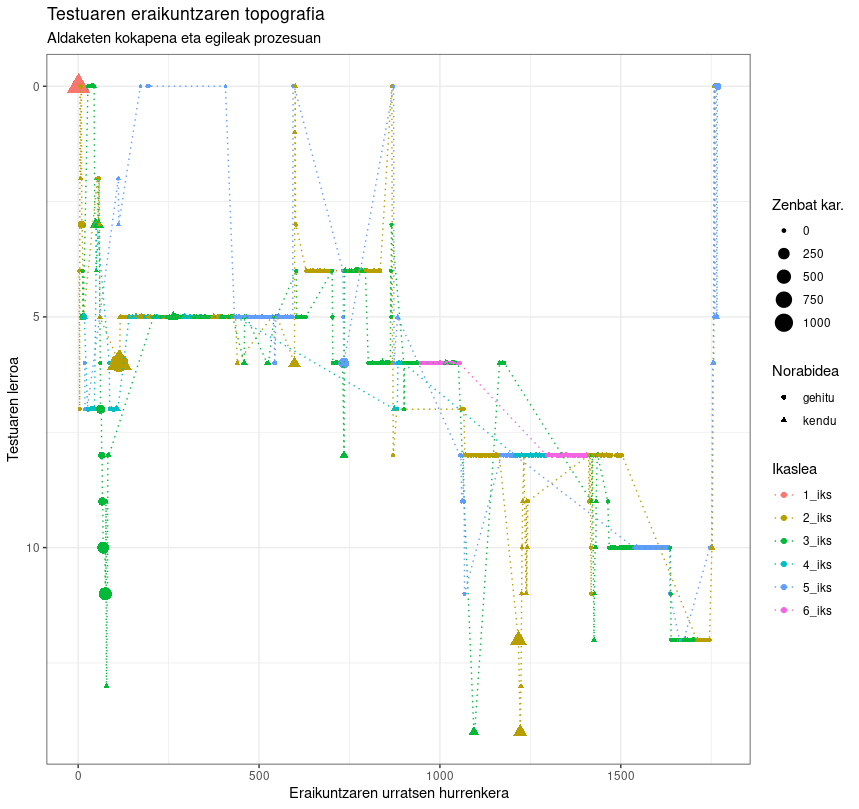 Testuaren eraikuntzaren topografia
Aldaketen kokapena eta egileak prozesuan
Testuaren lerroa
0
5
10
0
500
1000
1500
Eraikuntzaren urratsen hurrenkera
Zenbat kar.
0
250
500
750
1000
Norabidea
gehitu
kendu
Ikaslea
1_iks
2_iks
3_iks
4_iks
5_iks
6_iks